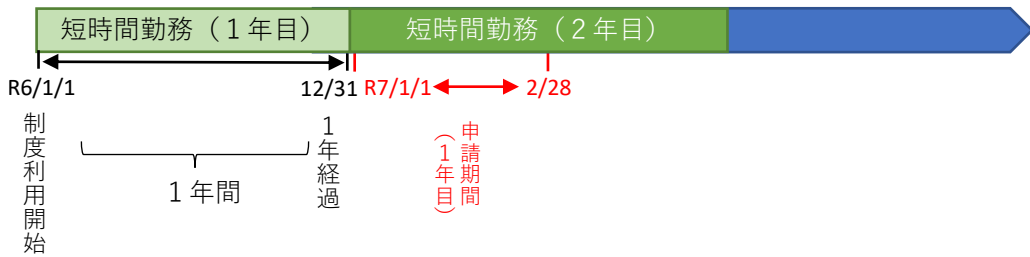 短時間勤務（１年目）
短時間勤務（２年目）
R6/1/1
12/31
R7/1/1
2/28
制度利用開始
１年間
１年経過
申請期間
（１年目）